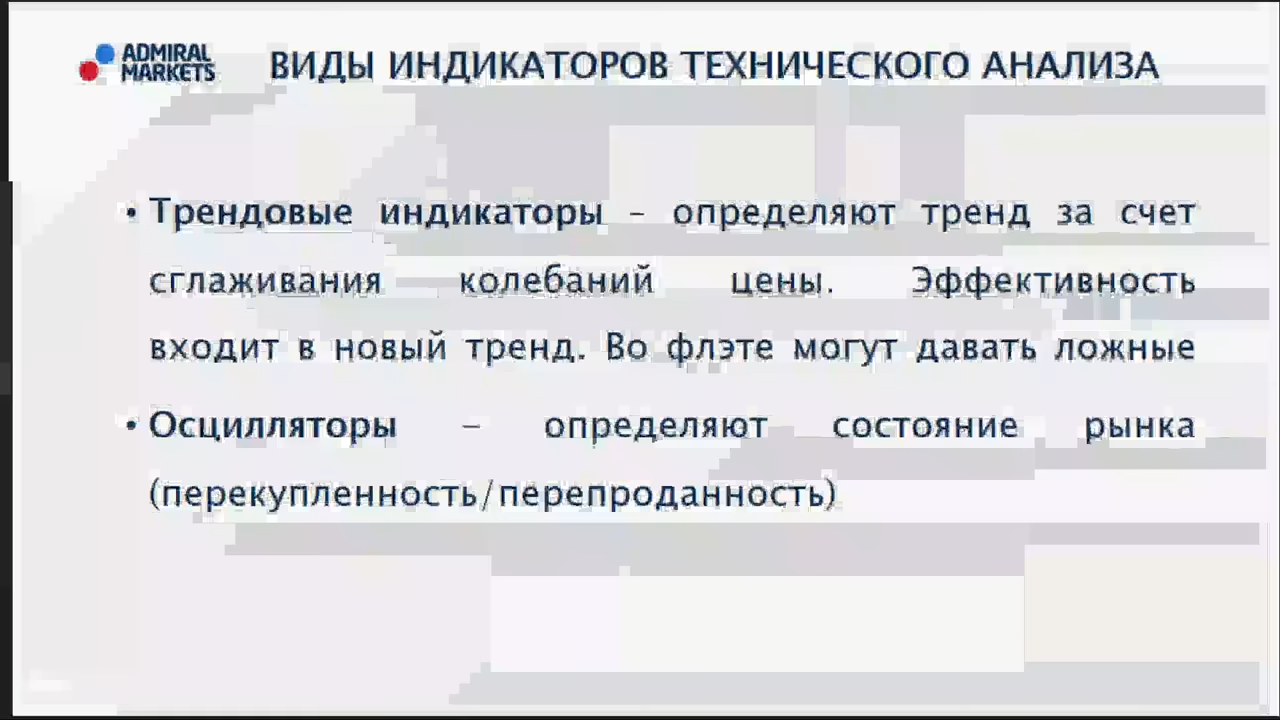 ADMIRAL
MARKETS
ВИДЫ ИНДИКАТОРОВ ТЕХНИЧЕСКОГО АНАЛИЗА
• Трендовые индикаторы – определяют тренд за счет
сглаживания колебаний цены. Эффективность
входит в новый тренд. Во флэте могут давать ложные
• Осцилляторы – определяют состояние рынка
(перекупленность/перепроданность)